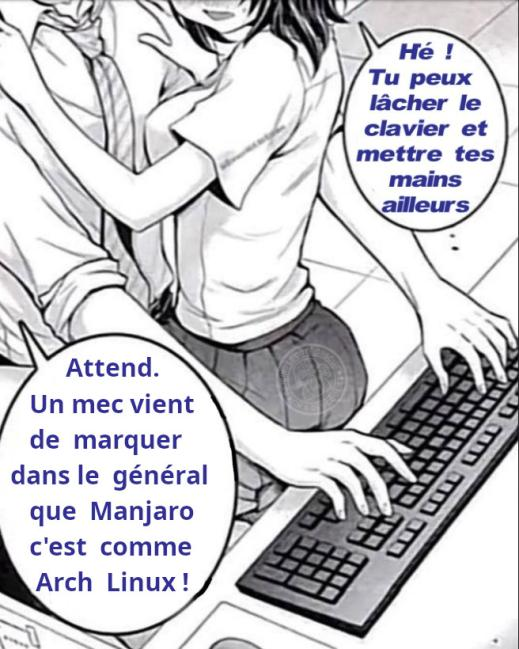 Hé !
Tu peux
lâcher le
clavier et
mettre tes
mains
ailleurs
Attend.
Un mec vient
de marquer
dans le général
que Manjaro
c'est comme
Arch Linux !